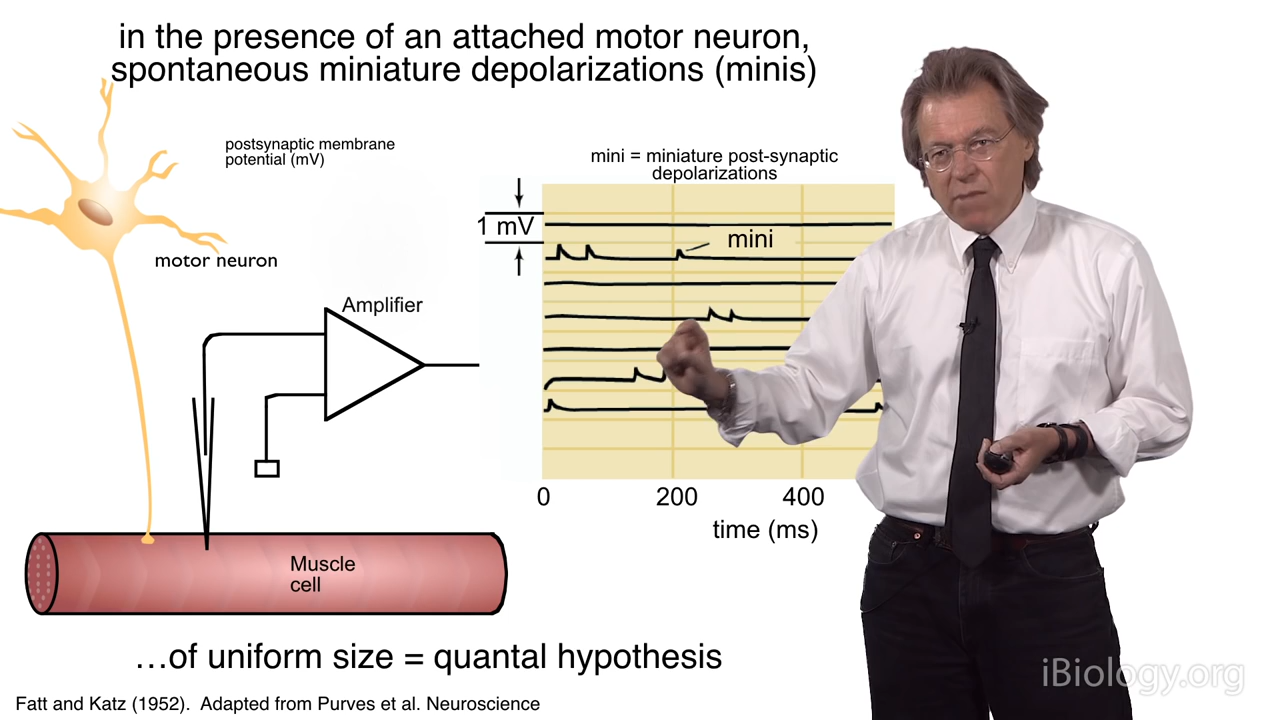 in the presence of an attached motor neuron,
spontaneous miniature depolarizations (minis)
postsynaptic membrane
potential (mV)
mini = miniature post-synaptic
depolarizations
1 mV
mini
motor neuron
Amplifier
0
200
400
time (ms)
Muscle
cell
…of uniform size = quantal hypothesis
iBiology.org
Fatt and Katz (1952).  Adapted from Purves et al. Neuroscience